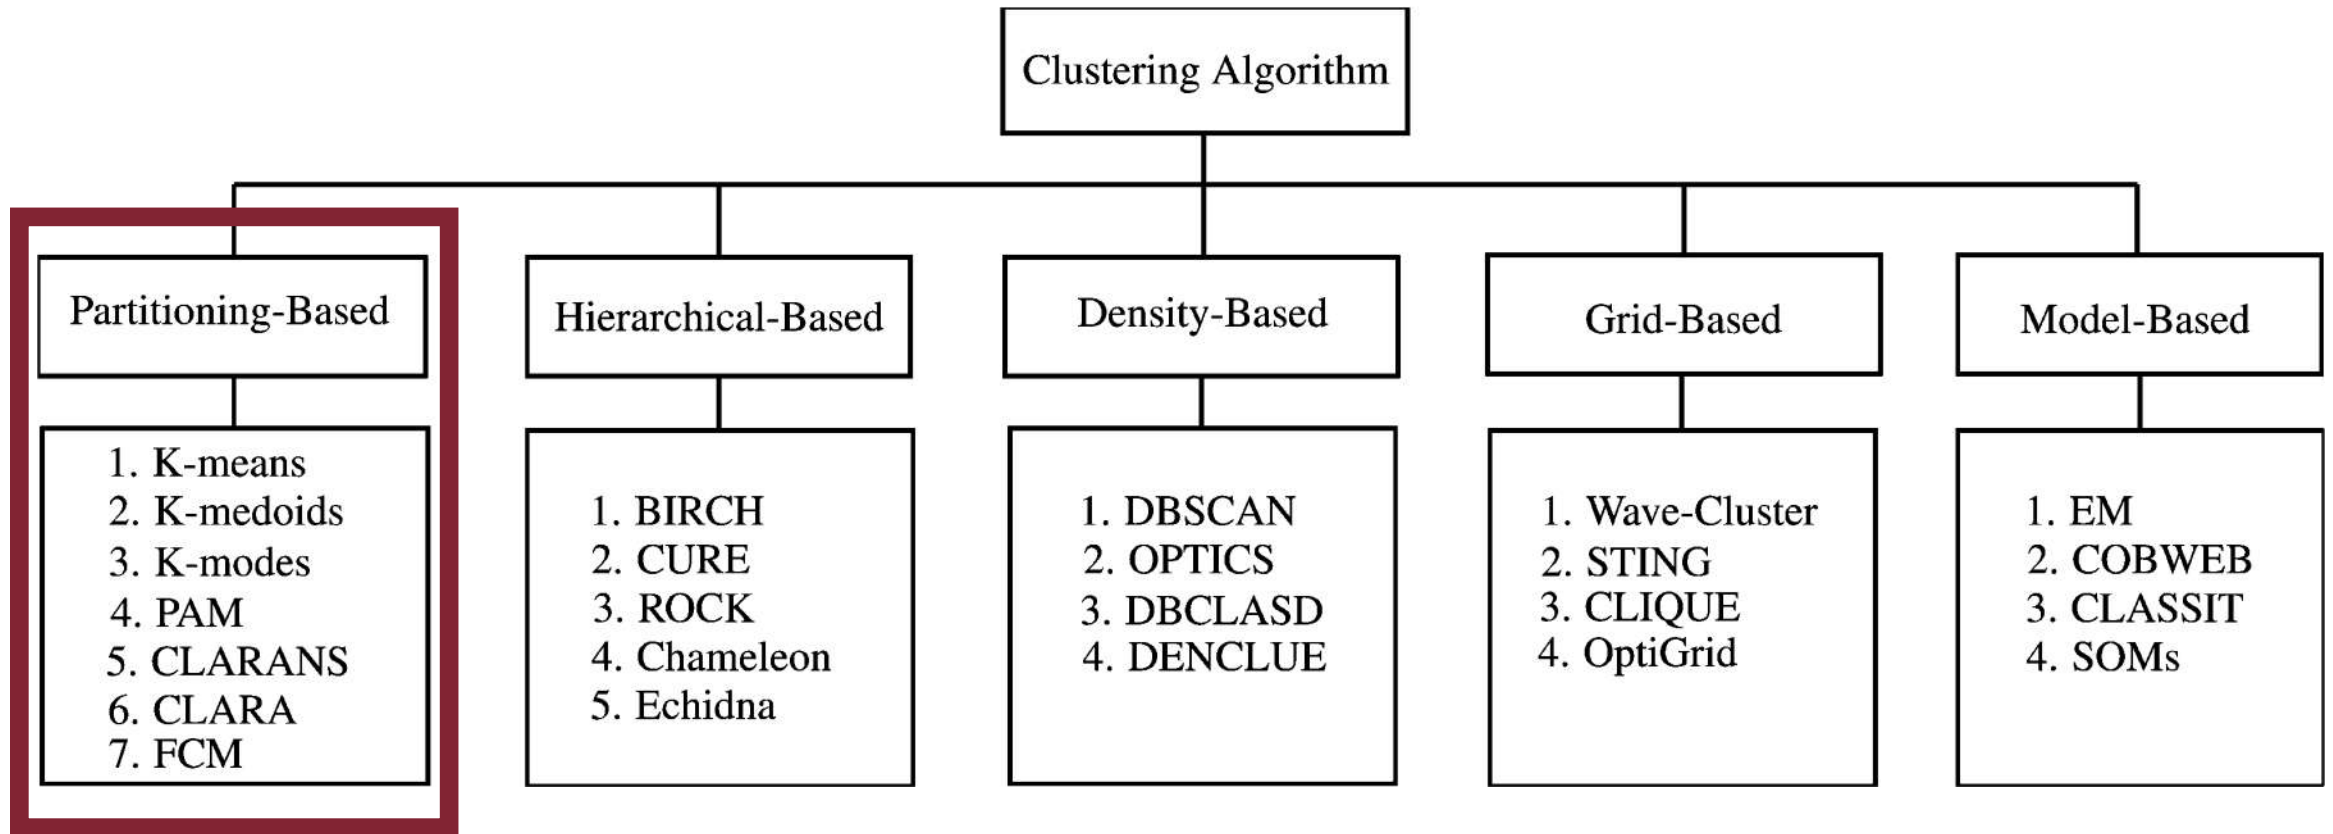 Clustering Algorithm
Partitioning-Based
1. K-means
2. K-medoids
3. K-modes
4. PAM
5. CLARANS
6. CLARA
7. FCM
Hierarchical-Based
1. BIRCH
2. CURE
3. ROCK
4. Chameleon
5. Echidna
Density-Based
1. DBSCAN
2. OPTICS
3. DBCLASD
4. DENCLUE
Grid-Based
1. Wave-Cluster
2. STING
3. CLIQUE
4. OptiGrid
Model-Based
1. EM
2. COBWEB
3. CLASSIT
4. SOMs